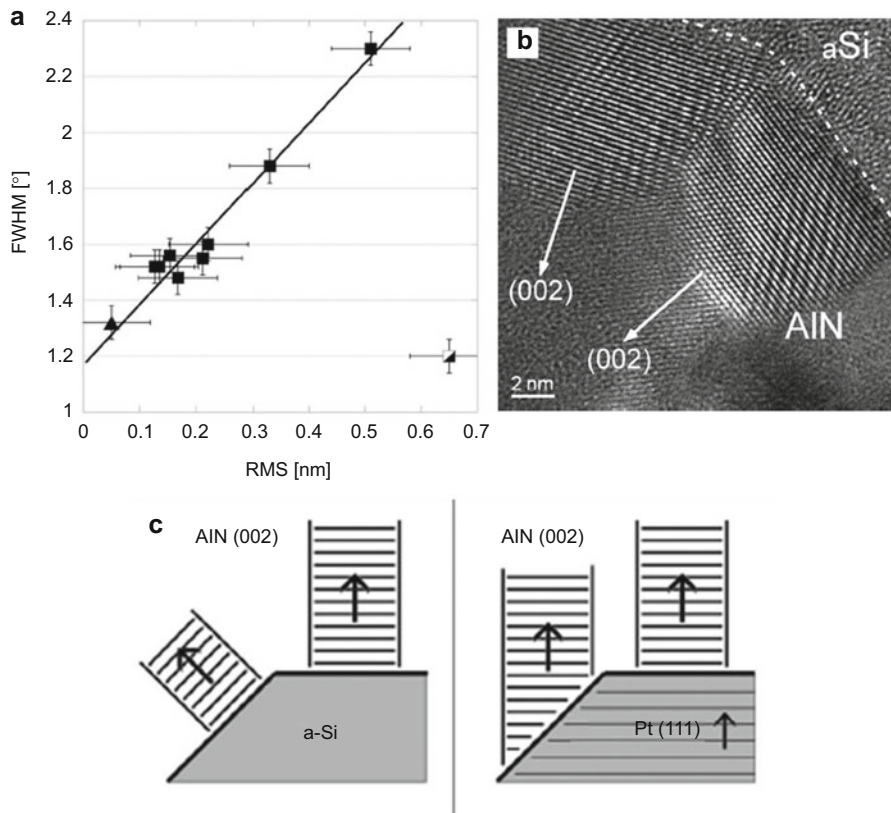 a
2.4
2.2
2
1.8
1.6
1.4
1.2
1
FWHM [°]
0
0.1
0.2
0.3
0.4
0.5
0.6
0.7
RMS [nm]
b
aSi
(002)
(002)
AlN
2 nm
c
AlN (002)
a-Si
AlN (002)
Pt (111)